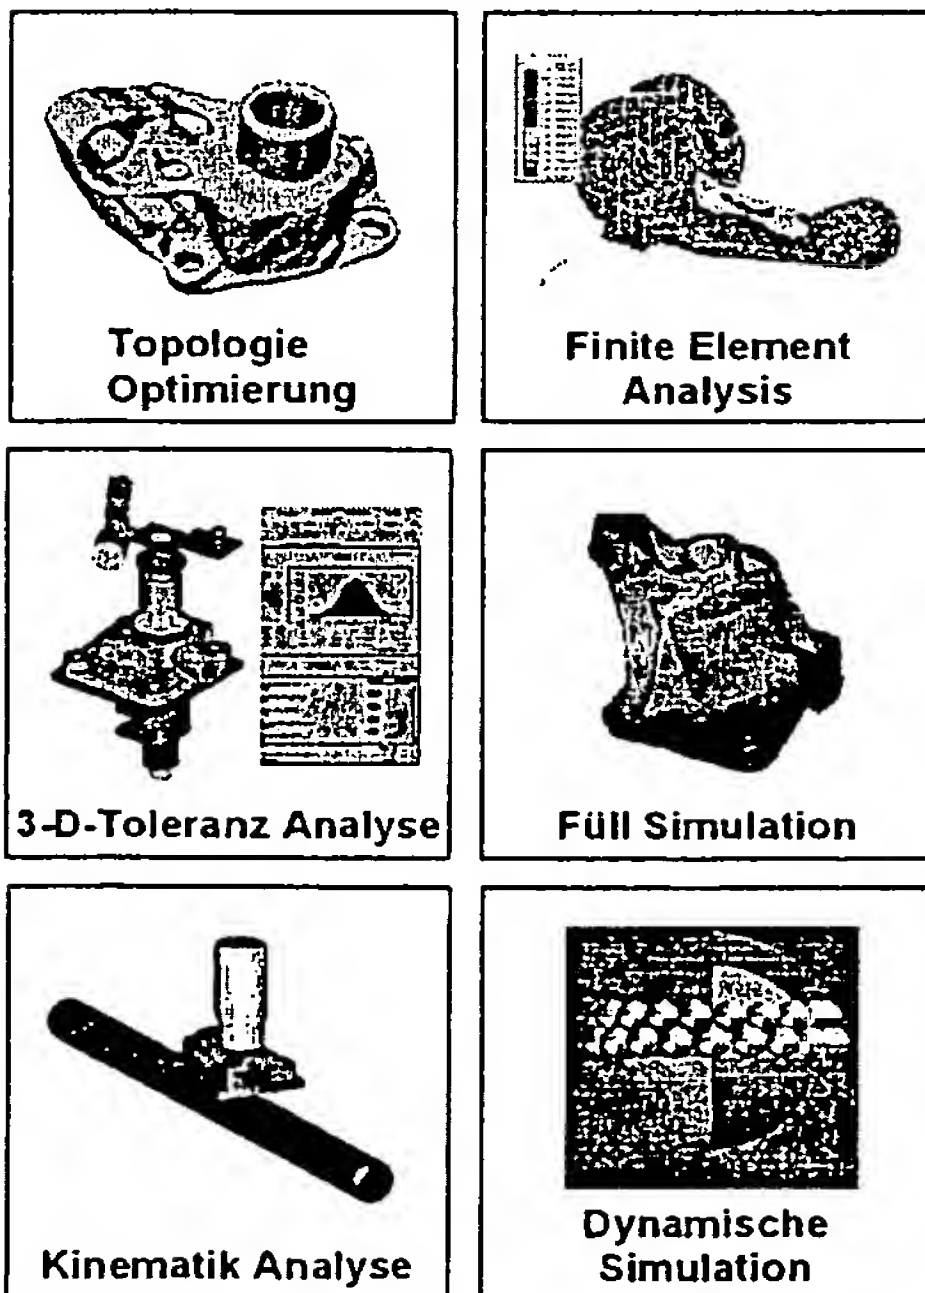 Topologie
Optimierung
Finite Element
Analysis
3-D-Toleranz Analyse
Füll Simulation
Kinematik Analyse
Dynamische
Simulation